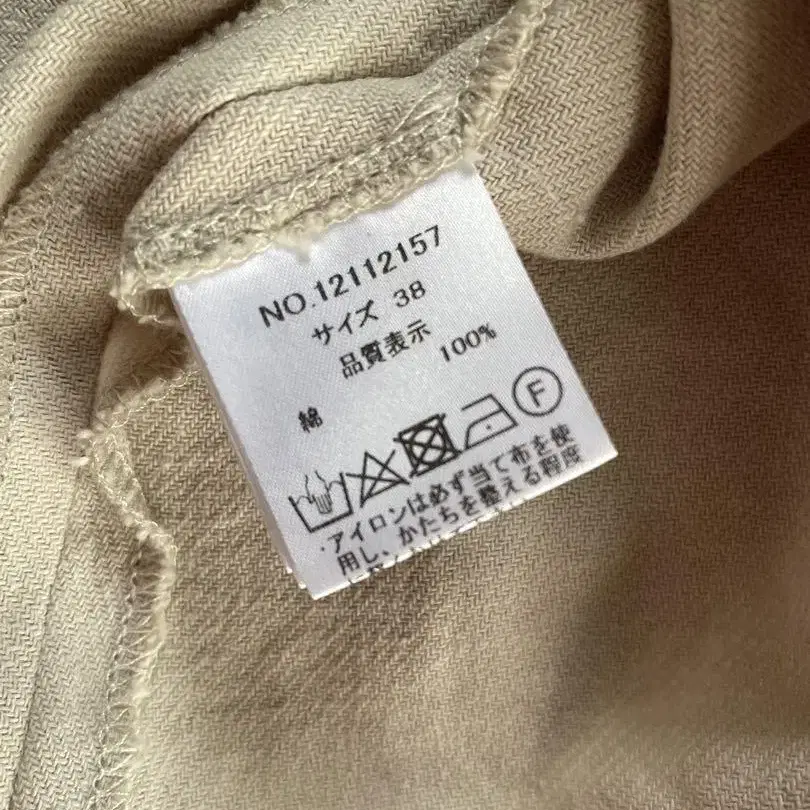 NO.12112157
サイズ 38
品質表示
綿 100%
F
・アイロンは必ず当て布を使
用し、かたちを整える程度